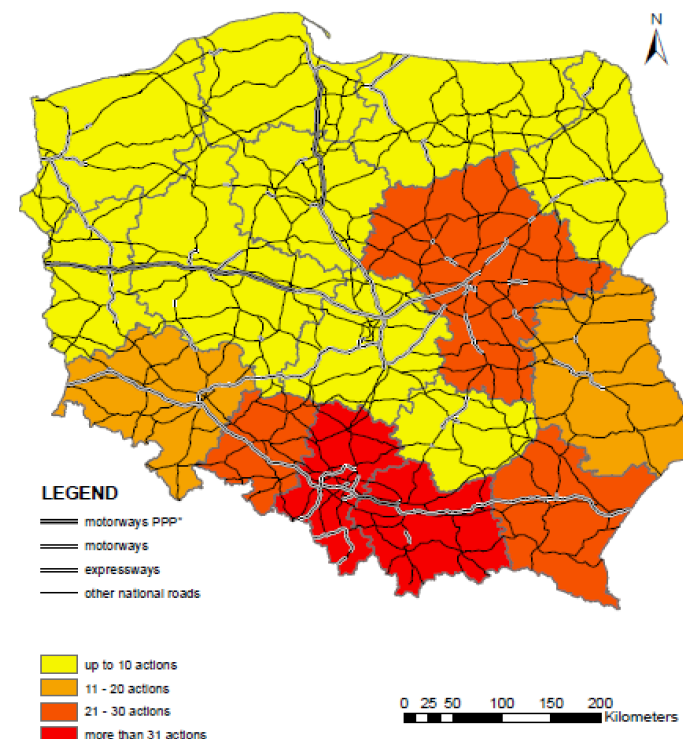 N
LEGEND
motorways PPP*
motorways
expressways
other national roads
up to 10 actions
11 - 20 actions
21 - 30 actions
more than 31 actions
0 25 50 100 150 200
Kilometers